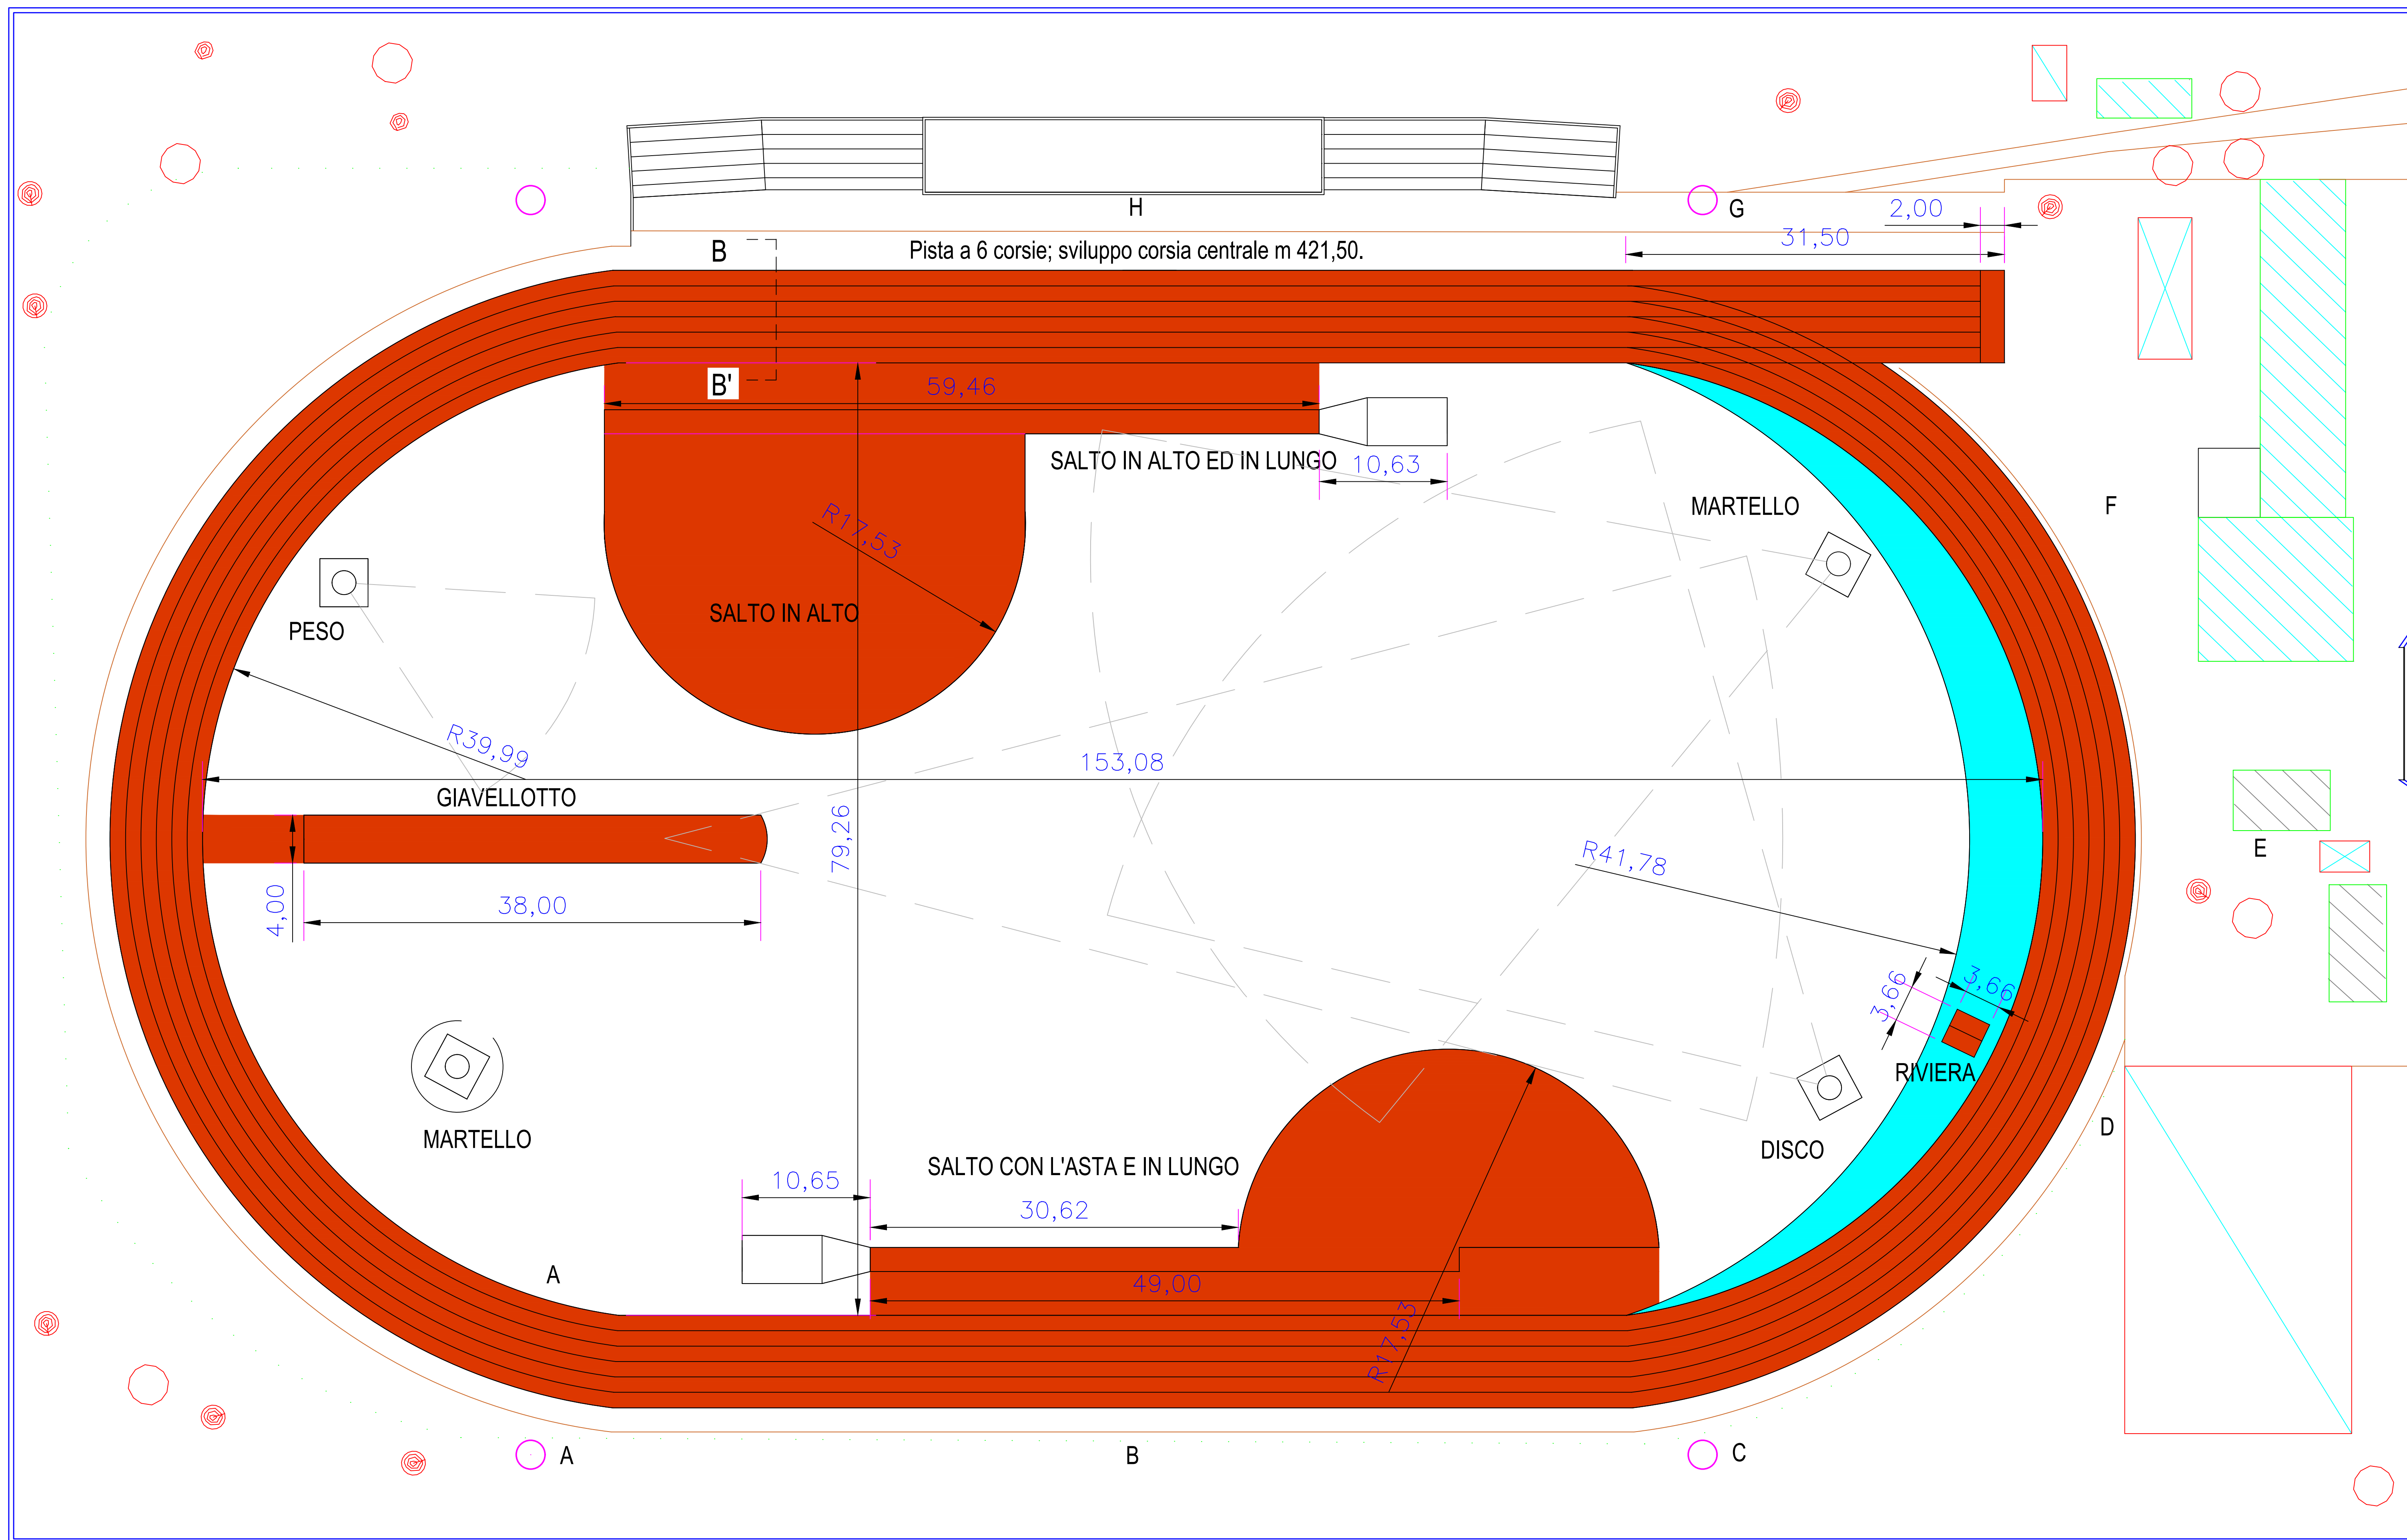 H
G
2,00
B
Pista a 6 corsie; sviluppo corsia centrale m 421,50.
31,50
B'
59,46
SALTO IN ALTO ED IN LUNGO
10,63
MARTELLO
F
R17,53
SALTO IN ALTO
PESO
R39,99
153,08
GIAVELLOTTO
79,26
R41,78
E
4,00
38,00
3,66
3,66
RIVIERA
MARTELLO
D
DISCO
SALTO CON L'ASTA E IN LUNGO
10,65
30,62
A
49,00
R17,53
A
B
C